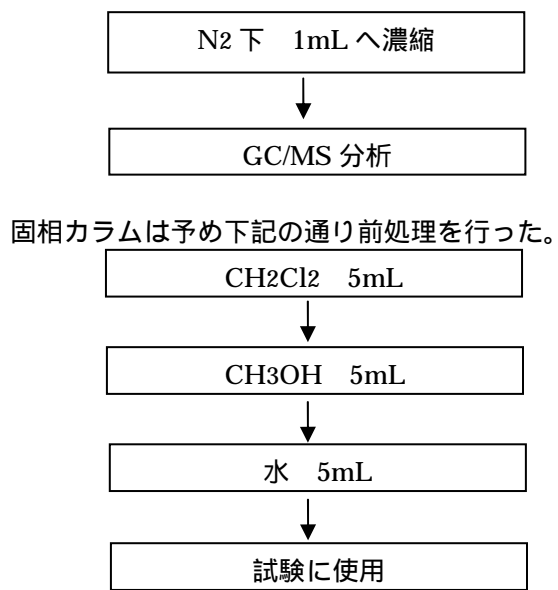 N2 下　1mL へ濃縮
GC/MS 分析
固相カラムは予め下記の通り前処理を行った。
CH2Cl2　5mL
CH3OH　5mL
水　5mL
試験に使用